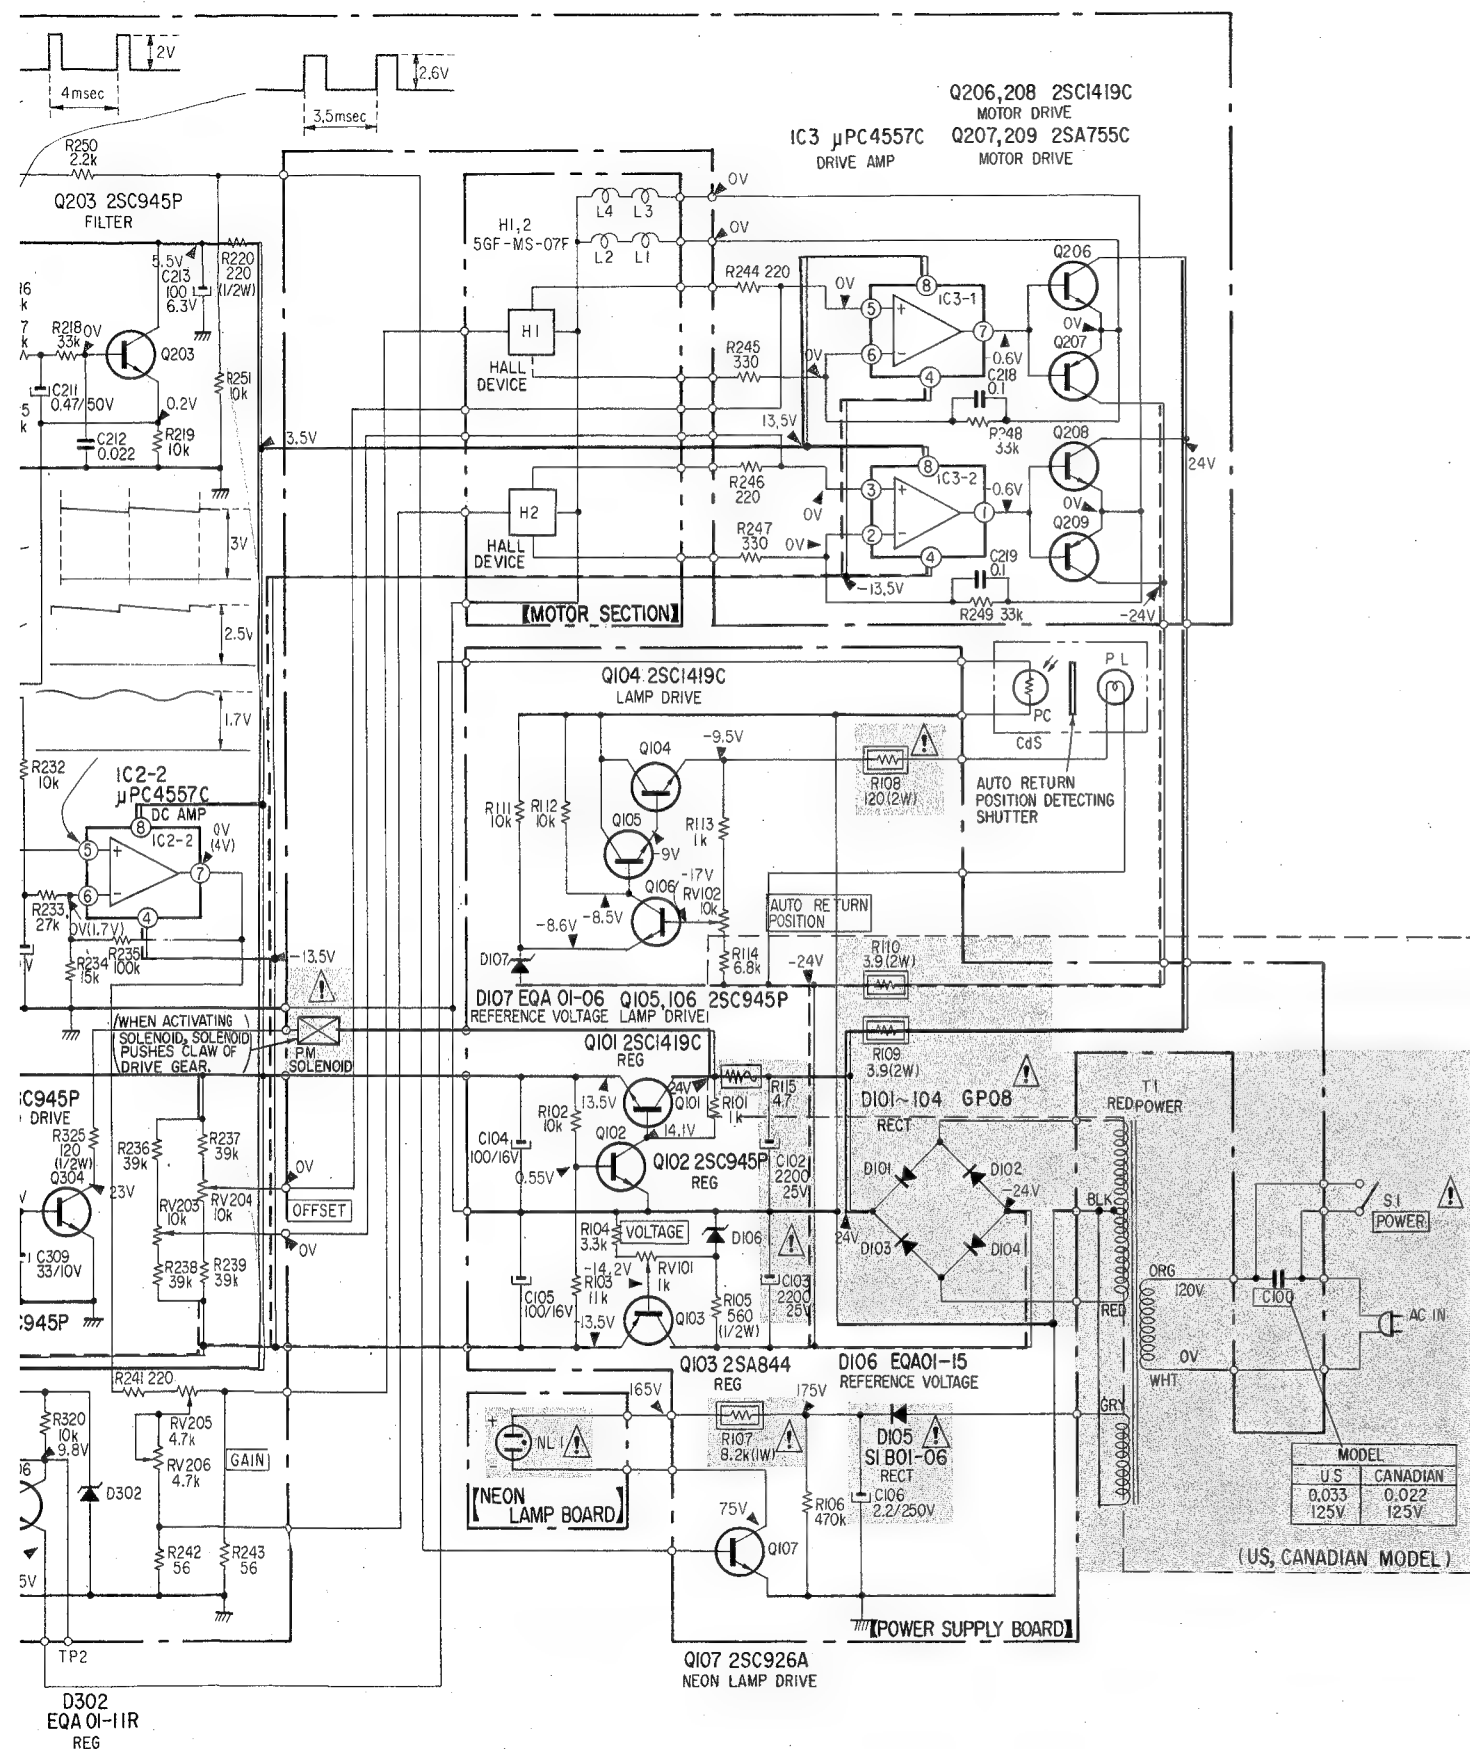 2V
4msec
2.6V
3.5msec
Q206,208 2SC1419C
MOTOR DRIVE
IC3 μPC4557C
DRIVE AMP
Q207,209 2SA755C
MOTOR DRIVE
R250
2.2k
Q203 2SC945P
FILTER
H1,2
5GF-MS-07F
L4
L3
L2
L1
0V
0V
5.5V
C213
100
6.3V
R220
220
(1/2W)
R218
33k
0V
Q203
C211
0.47/50V
C212
0.022
0.2V
R219
10k
R251
10k
H1
HALL
DEVICE
R244 220
R245
330
0V
0V
5
6
8
IC3-1
7
4
-0.6V
C218
0.1
R248
33k
Q206
0V
Q207
13.5V
13,5V
Q208
24V
H2
HALL
DEVICE
R246
220
R247
330
0V
0V
3
2
8
IC3-2
1
4
-0.6V
0V
Q209
C219
0.1
R249 33k
-13,5V
-24V
【MOTOR SECTION】
3V
2.5V
1.7V
Q104 2SC1419C
LAMP DRIVE
P L
PC
CdS
AUTO RETURN
POSITION DETECTING
SHUTTER
R108
120(2W)
-9.5V
Q104
Q105
-9V
Q106
-17V
RV102
10k
R111
10k
R112
10k
R113
1k
-8.5V
-8.6V
R114
6.8k
D107
AUTO RETURN
POSITION
R232
10k
IC2-2
μPC4557C
DC AMP
8
IC2-2
0V
(4V)
5
6
7
4
R233
27k
0V(1.7V)
R234
15k
R235
100k
-13.5V
D107 EQA 01-06
REFERENCE VOLTAGE
Q105,106 2SC945P
LAMP DRIVE
-24V
R110
3.9(2W)
R109
3.9(2W)
(WHEN ACTIVATING
SOLENOID, SOLENOID
PUSHES CLAW OF
DRIVE GEAR.)
P.M.
SOLENOID
Q101 2SC1419C
REG
13.5V
24V
Q101
R101
1k
R115
4.7
R102
10k
C104
100/16V
Q102
14.1V
0.55V
Q102 2SC945P
REG
C102
2200
25V
D101~104 GP08
RECT
D101
D102
D103
D104
-24V
24V
T1
POWER
RED
BLK
RED
ORG
120V
0V
WHT
GRY
S.1
POWER
C100
AC IN
C945P
DRIVE
R325
120
(1/2W)
Q304
23V
R236
39k
R237
39k
0V
RV203
10k
RV204
10k
OFFSET
0V
C309
33/10V
R238
39k
R239
39k
C945P
R104
3.3k
VOLTAGE
D106
-14.2V
RV101
1k
R103
11k
C105
100/16V
-13.5V
Q103
R105
560
(1/2W)
C103
2200
25V
Q103 2SA844
REG
D106 EQA01-15
REFERENCE VOLTAGE
R241 220
RV205
4.7k
RV206
4.7k
GAIN
R320
10k
9.8V
D302
R242
56
R243
56
TP2
D302
EQA 01-11R
REG
165V
175V
NL1
【NEON
LAMP BOARD】
R107
8.2k(1W)
D105
S1B01-06
RECT
C106
2.2/250V
R106
470k
75V
Q107
【POWER SUPPLY BOARD】
Q107 2SC926A
NEON LAMP DRIVE
MODEL
US
CANADIAN
0.033
125V
0.022
125V
(US, CANADIAN MODEL)